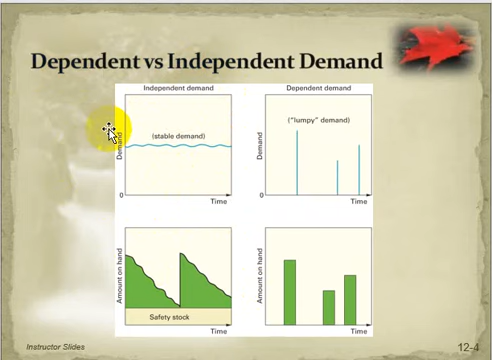 Dependent vs Independent Demand
Independent demand
Dependent demand
Demand
(stable demand)
0
Time
Demand
("lumpy" demand)
0
Time
Amount on hand
Safety stock
Time
Amount on hand
Time
Instructor Slides
12-4